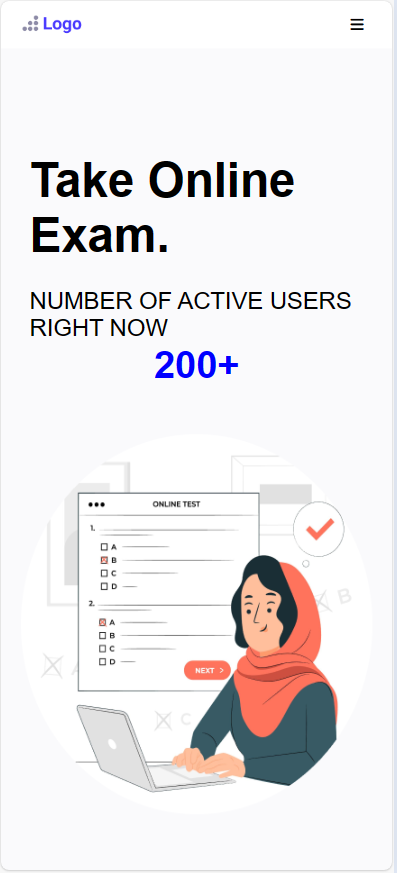 Logo
Take Online
Exam.
NUMBER OF ACTIVE USERS
RIGHT NOW
200+
ONLINE TEST
1.
A
B
C
D
2.
A
B
C
D
NEXT >
B
A
C